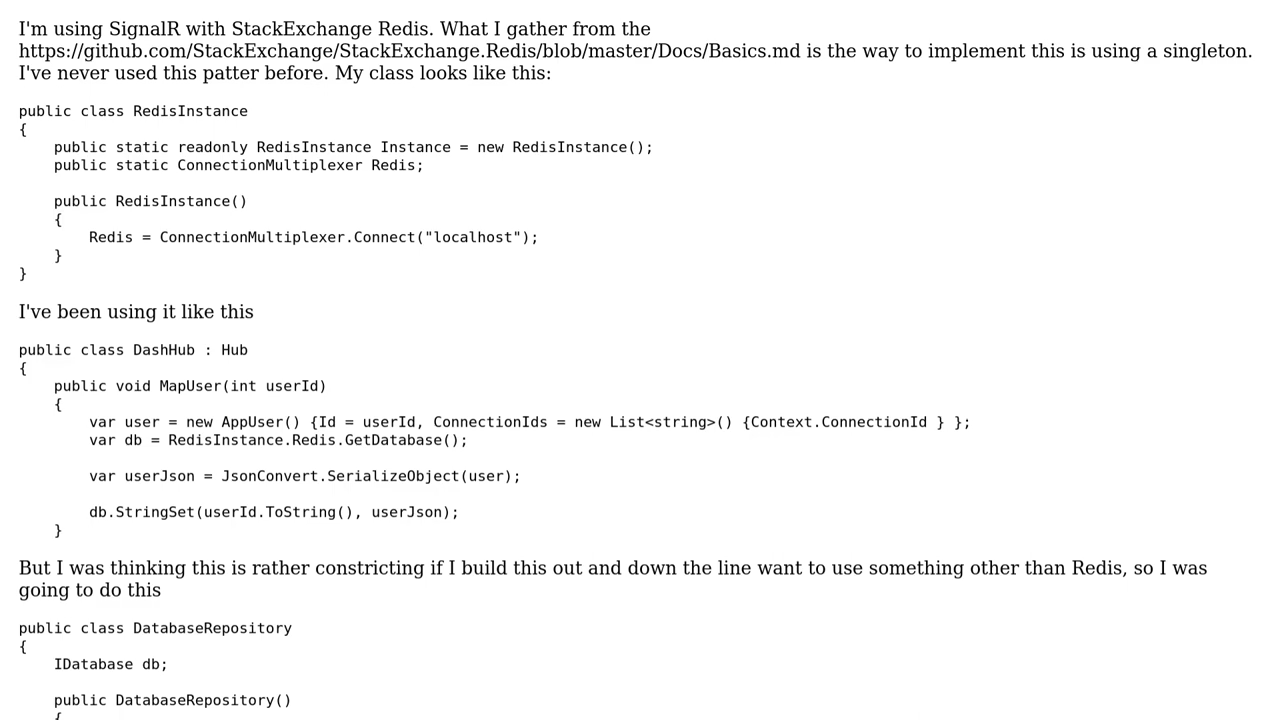 I'm using SignalR with StackExchange Redis. What I gather from the
https://github.com/StackExchange/StackExchange.Redis/blob/master/Docs/Basics.md is the way to implement this is using a singleton.
I've never used this patter before. My class looks like this:
public class RedisInstance
{
    public static readonly RedisInstance Instance = new RedisInstance();
    public static ConnectionMultiplexer Redis;
    public RedisInstance()
    {
        Redis = ConnectionMultiplexer.Connect("localhost");
    }
}
I've been using it like this
public class DashHub : Hub
{
    public void MapUser(int userId)
    {
        var user = new AppUser() {Id = userId, ConnectionIds = new List<string>() {Context.ConnectionId } };
        var db = RedisInstance.Redis.GetDatabase();
        var userJson = JsonConvert.SerializeObject(user);
        db.StringSet(userId.ToString(), userJson);
    }
But I was thinking this is rather constricting if I build this out and down the line want to use something other than Redis, so I was
going to do this
public class DatabaseRepository
{
    IDatabase db;
    public DatabaseRepository()
    {